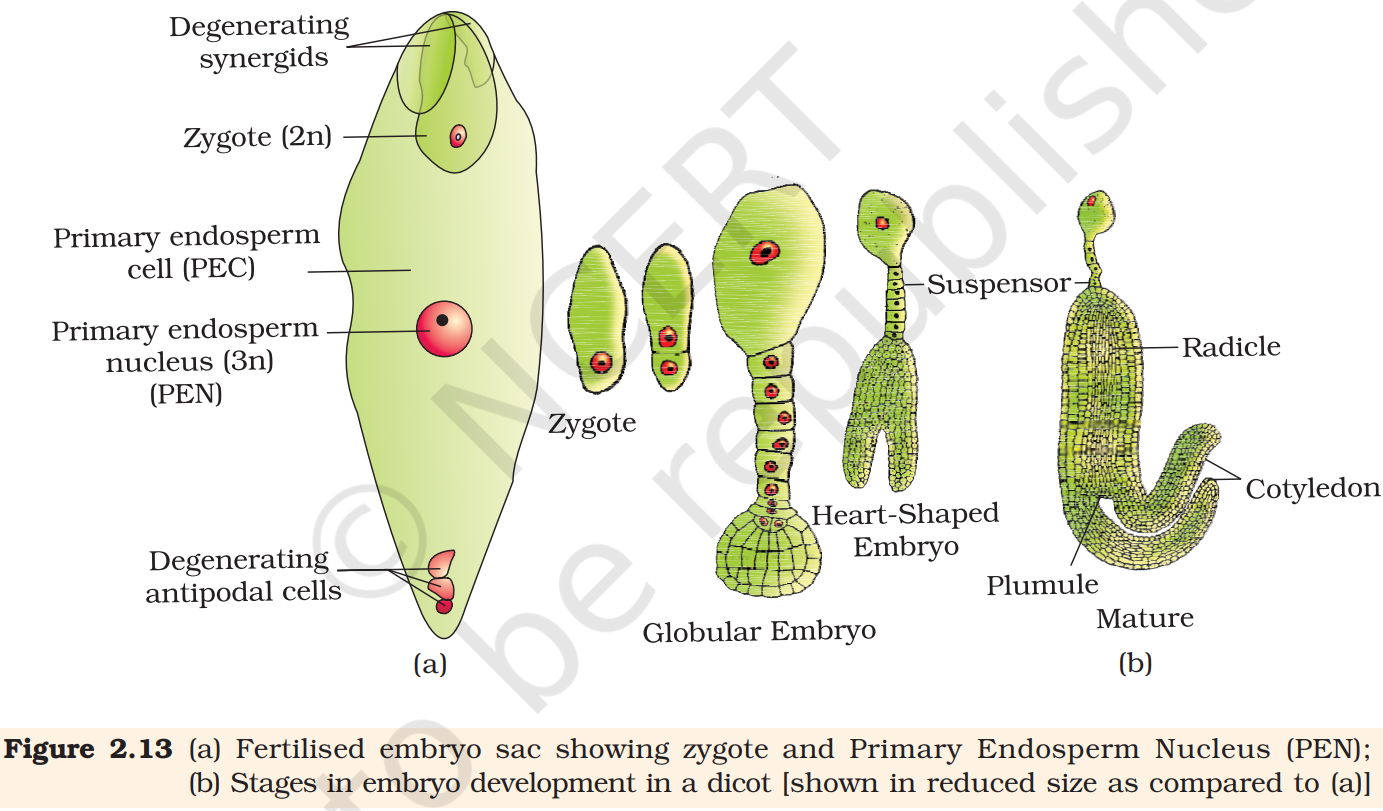 Degenerating
synergids
Zygote (2n)
Primary endosperm
cell (PEC)
Primary endosperm
nucleus (3n)
(PEN)
Degenerating
antipodal cells
(a)
Zygote
Globular Embryo
Heart-Shaped
Embryo
Suspensor
Radicle
Cotyledon
Plumule
Mature
(b)
© NCERT
to be republishe
Figure 2.13 (a) Fertilised embryo sac showing zygote and Primary Endosperm Nucleus (PEN);
(b) Stages in embryo development in a dicot [shown in reduced size as compared to (a)]